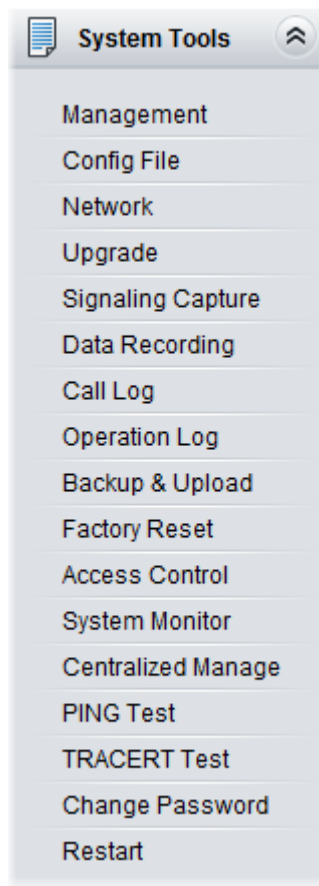 System Tools
Management
Config File
Network
Upgrade
Signaling Capture
Data Recording
Call Log
Operation Log
Backup & Upload
Factory Reset
Access Control
System Monitor
Centralized Manage
PING Test
TRACERT Test
Change Password
Restart